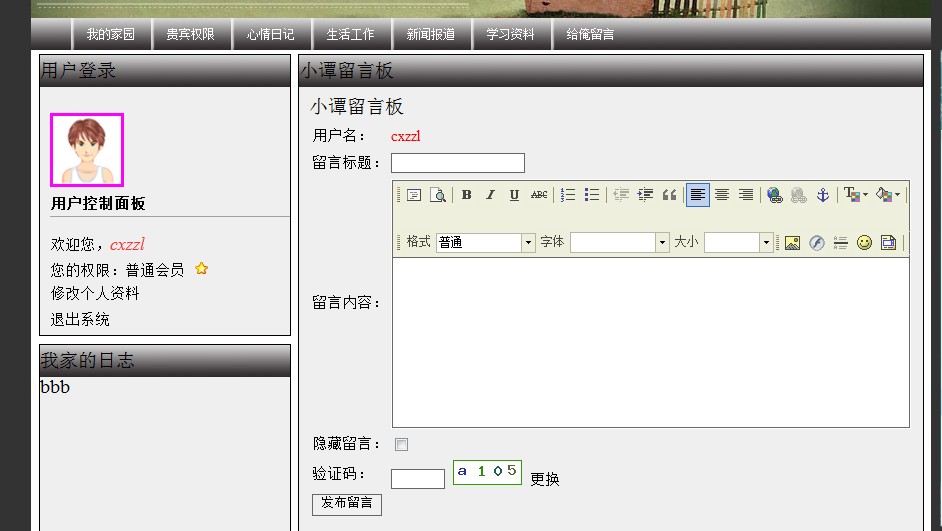 我的家园 贵宾权限 心情日记 生活工作 新闻报道 学习资料 给俺留言
用户登录
用户控制面板
欢迎您，cxzzl
您的权限：普通会员
修改个人资料
退出系统
我家的日志
bbb
小谭留言板
小谭留言板
用户名： cxzzl
留言标题：
B I U ABC
格式 普通 字体 大小
留言内容：
隐藏留言：
验证码： a 1 0 5 更换
发布留言